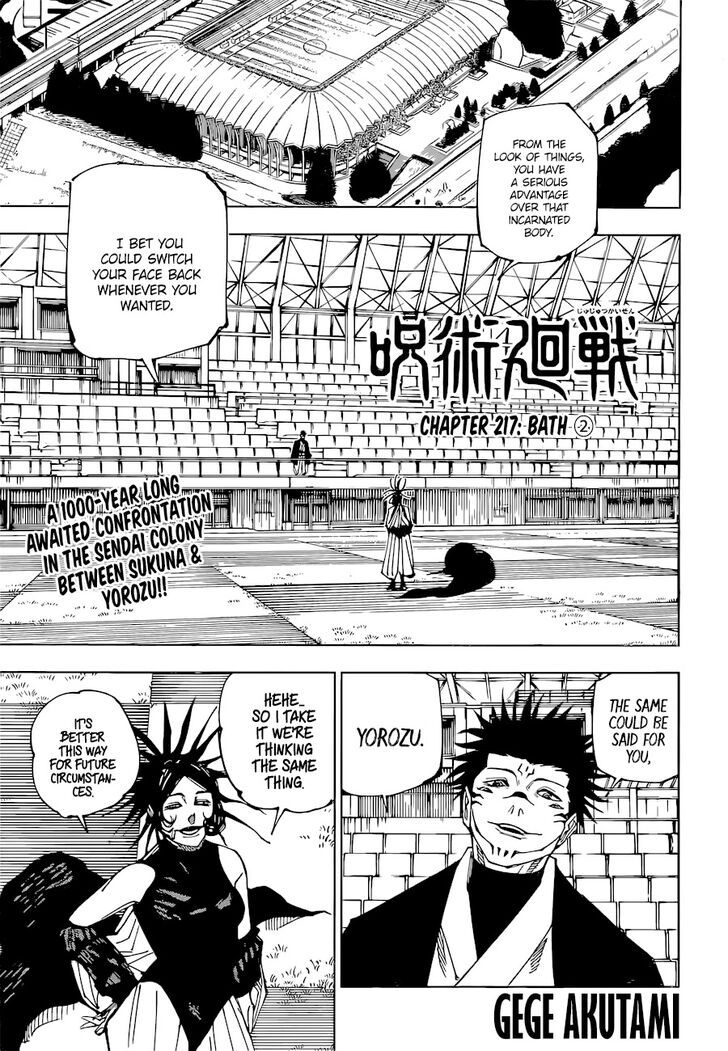 FROM THE
LOOK OF THINGS,
YOU HAVE
A SERIOUS
ADVANTAGE
OVER THAT
INCARNATED
BODY.
I BET YOU
COULD SWITCH
YOUR FACE BACK
WHENEVER YOU
WANTED.
じゅじゅつかいせん
呪術廻戦
CHAPTER 217: BATH ②
A 1000-YEAR LONG
AWAITED CONFRONTATION
IN THE SENDAI COLONY
BETWEEN SUKUNA &
YOROZU!!
THE SAME
COULD BE
SAID FOR
YOU,
YOROZU.
HEHE...
SO I TAKE
IT WE'RE
THINKING
THE SAME
THING.
IT'S
BETTER
THIS WAY
FOR FUTURE
CIRCUMSTAN-
CES.
GEGE AKUTAMI